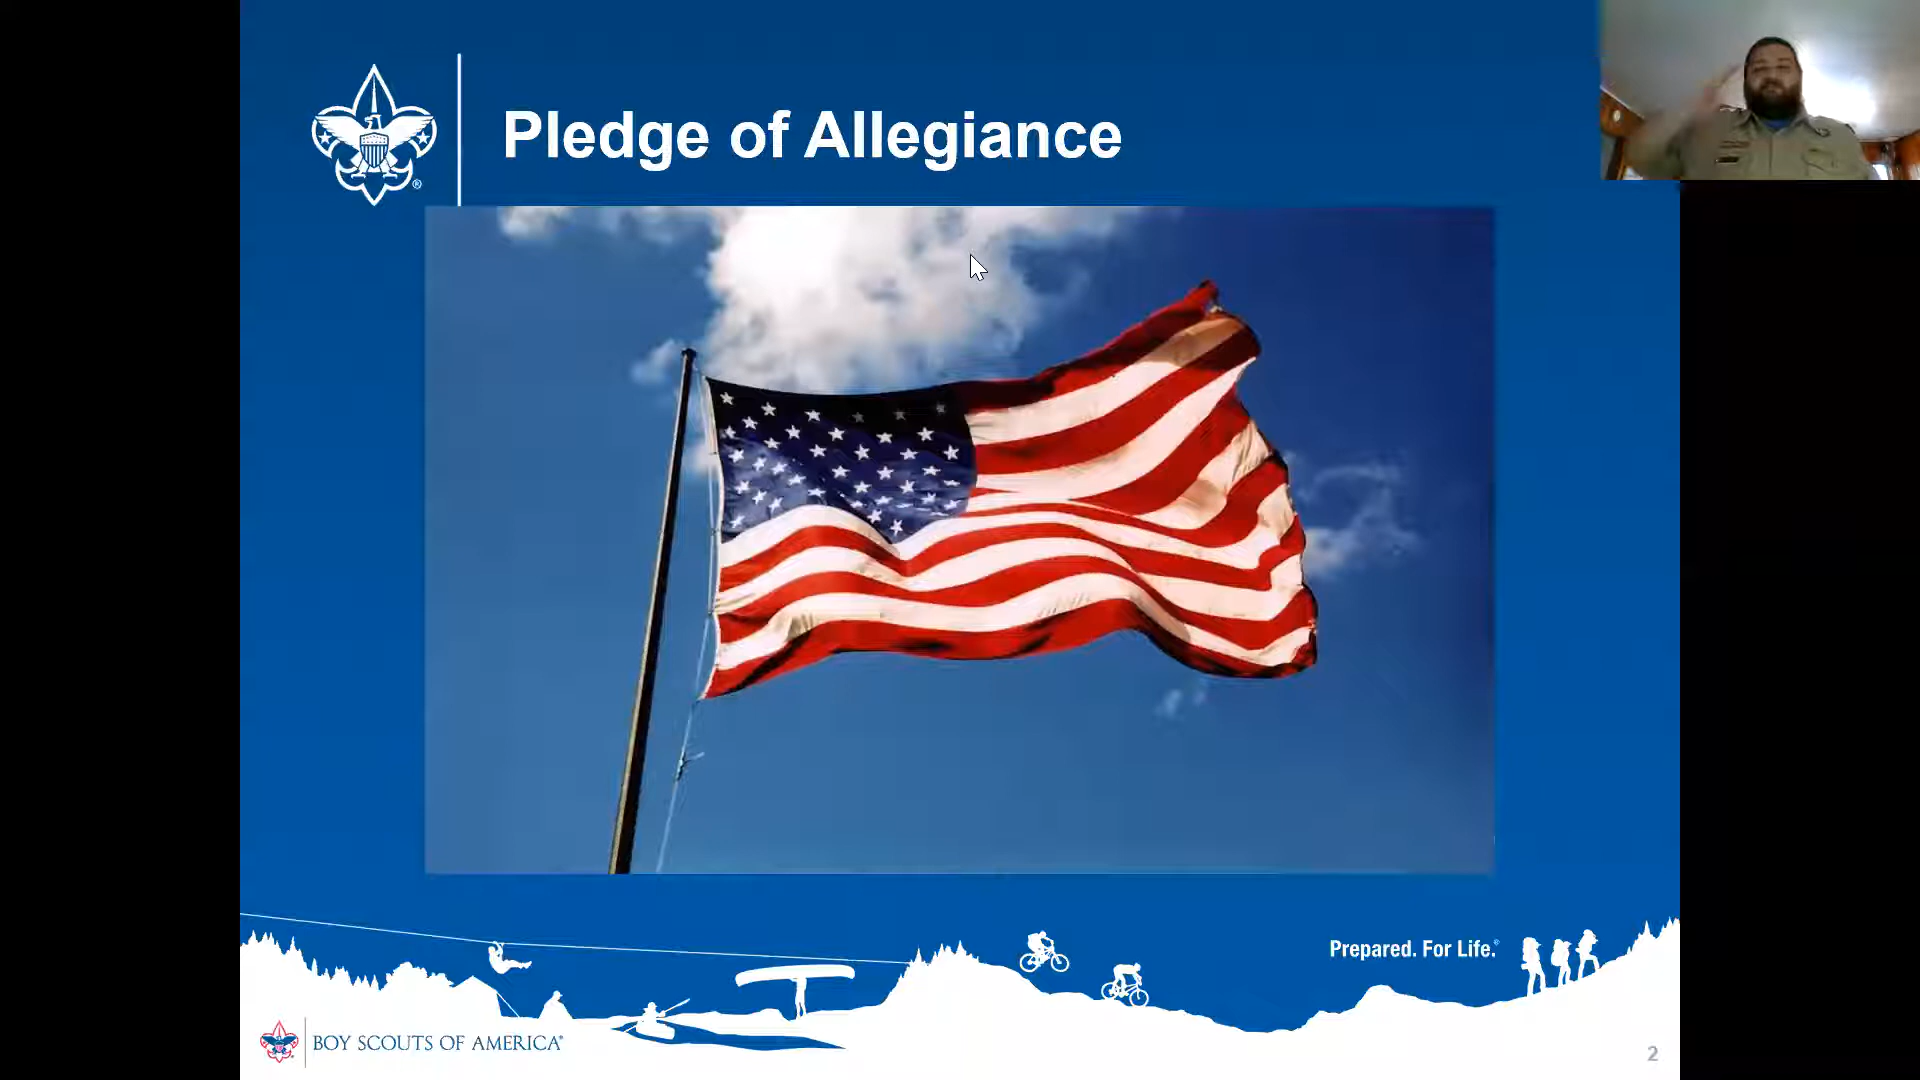 Pledge of Allegiance
®
Prepared. For Life.®
BOY SCOUTS OF AMERICA®
2